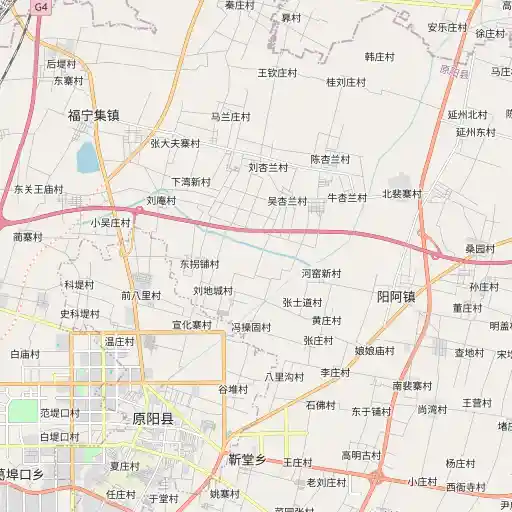 秦庄村
郭村
G4
安乐庄村
徐庄村
韩庄村
后堤村
东寨村
王钦庄村
桂刘庄村
原阳县
马庄村
福宁集镇
马兰庄村
延州北村
延州东村
张大夫寨村
刘杏兰村
陈杏兰村
下湾新村
东关王庙村
刘庵村
吴杏兰村
牛杏兰村
北裴寨村
小吴庄村
蔺寨村
桑园村
东拐铺村
河窑新村
科堤村
前八里村
刘地城村
张士道村
阳阿镇
孙庄村
董庄村
史科堤村
宣化寨村
冯操固村
黄庄村
明盖
温庄村
张庄村
白庙村
娘娘庙村
查地村
宋坞
八里沟村
李庄村
谷堆村
南裴寨村
石佛村
东于铺村
尚湾村
王营村
范堤口村
原阳县
白堤口村
靳堂乡
高明古村
夏庄村
王庄村
杨庄村
葛埠口乡
老刘庄村
小庄村
西衙寺村
任庄村
于堂村
姚寨村
尹